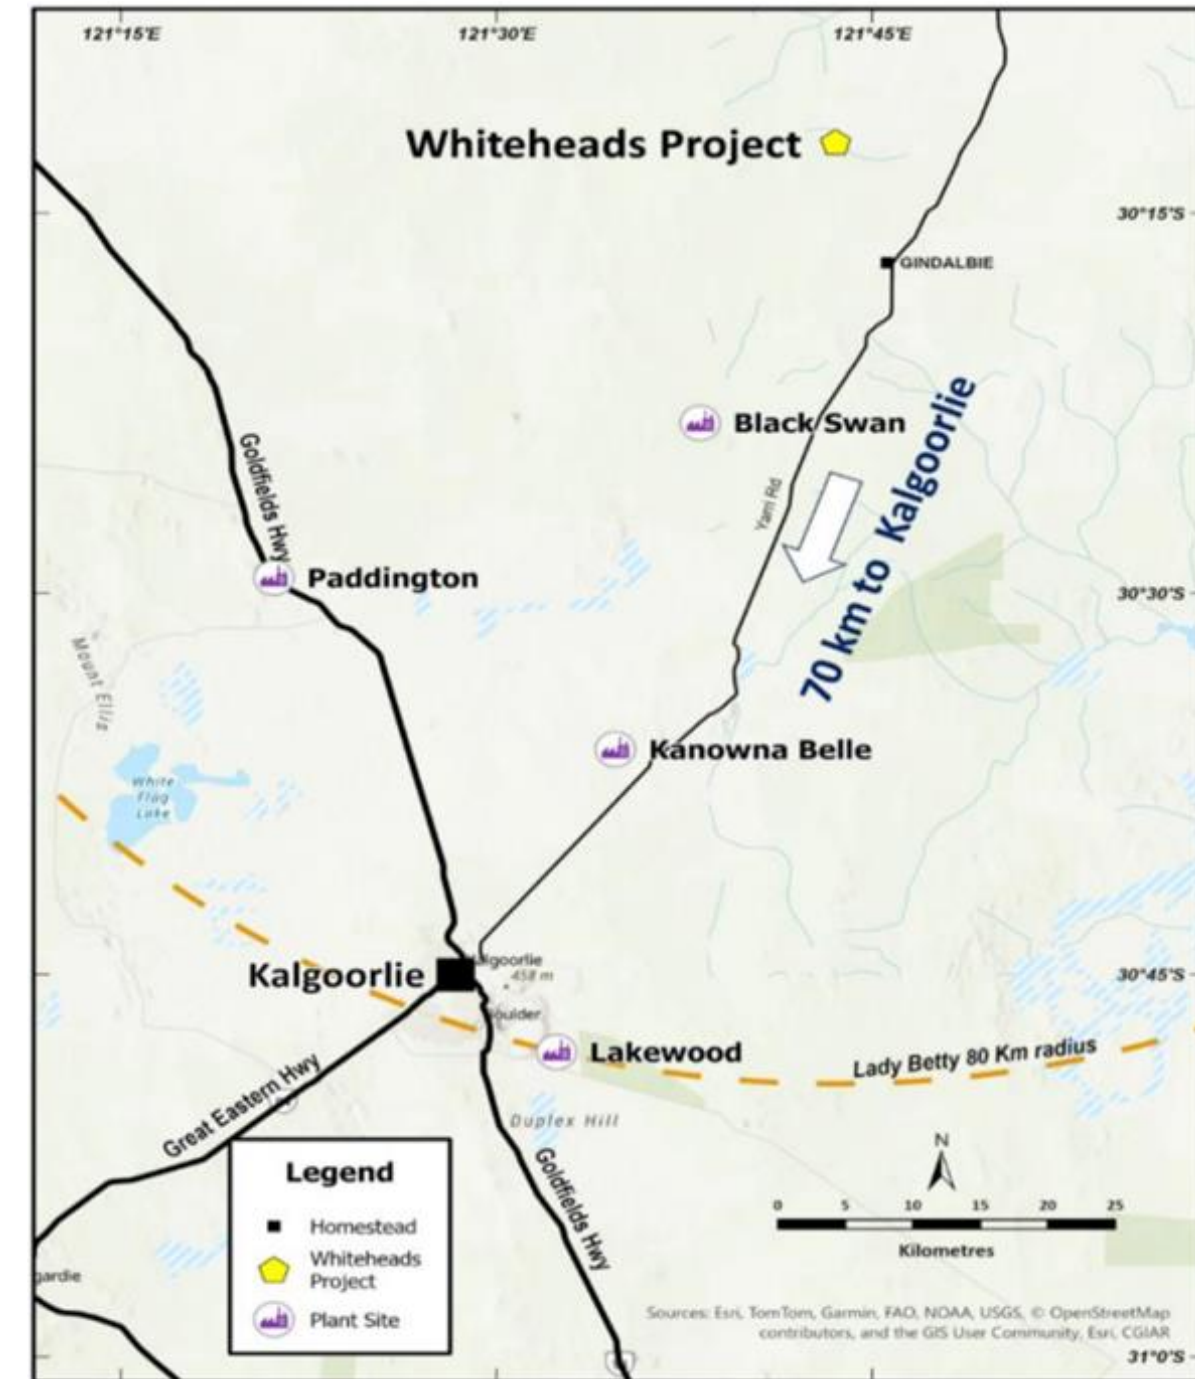 121°15'E
121°30'E
121°45'E
Whiteheads Project
30°15'S
GINDALBIE
Black Swan
Goldfields Hwy
Yarri Rd
70 km to Kalgoorlie
Paddington
30°30'S
Mount Ellis
Kanowna Belle
White
Flag
Lake
Kalgoorlie
Kalgoorlie
458 m
30°45'S
Boulder
Lakewood
Lady Betty 80 Km radius
Great Eastern Hwy
Duplex Hill
Goldfields Hwy
N
0 5 10 15 20 25
Kilometres
Legend
Homestead
Whiteheads
Project
Plant Site
gardie
Sources: Esri, TomTom, Garmin, FAO, NOAA, USGS, © OpenStreetMap
contributors, and the GIS User Community, Esri, CGIAR
31°0'S